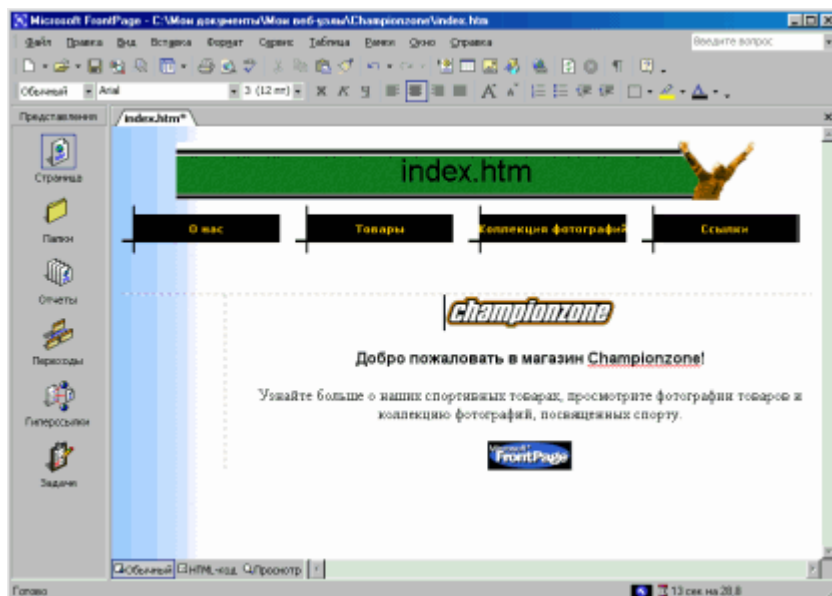 Microsoft FrontPage - C:\Мои документы\Мои веб-узлы\Championzone\index.htm
Файл Правка Вид Вставка Формат Сервис Таблица Рамки Окно Справка
Введите вопрос
Обычный Arial 3 (12 пт) Ж К Ч
Представления
index.htm*
Страница
Папки
Отчеты
Переходы
Гиперссылки
Задачи
index.htm
О нас Товары Коллекция фотографий Ссылки
championzone
Добро пожаловать в магазин Championzone!
Узнайте больше о наших спортивных товарах, просмотрите фотографии товаров и
коллекцию фотографий, посвященных спорту.
Microsoft
FrontPage
Обычный HTML-код Просмотр
Готово
13 сек на 28.8